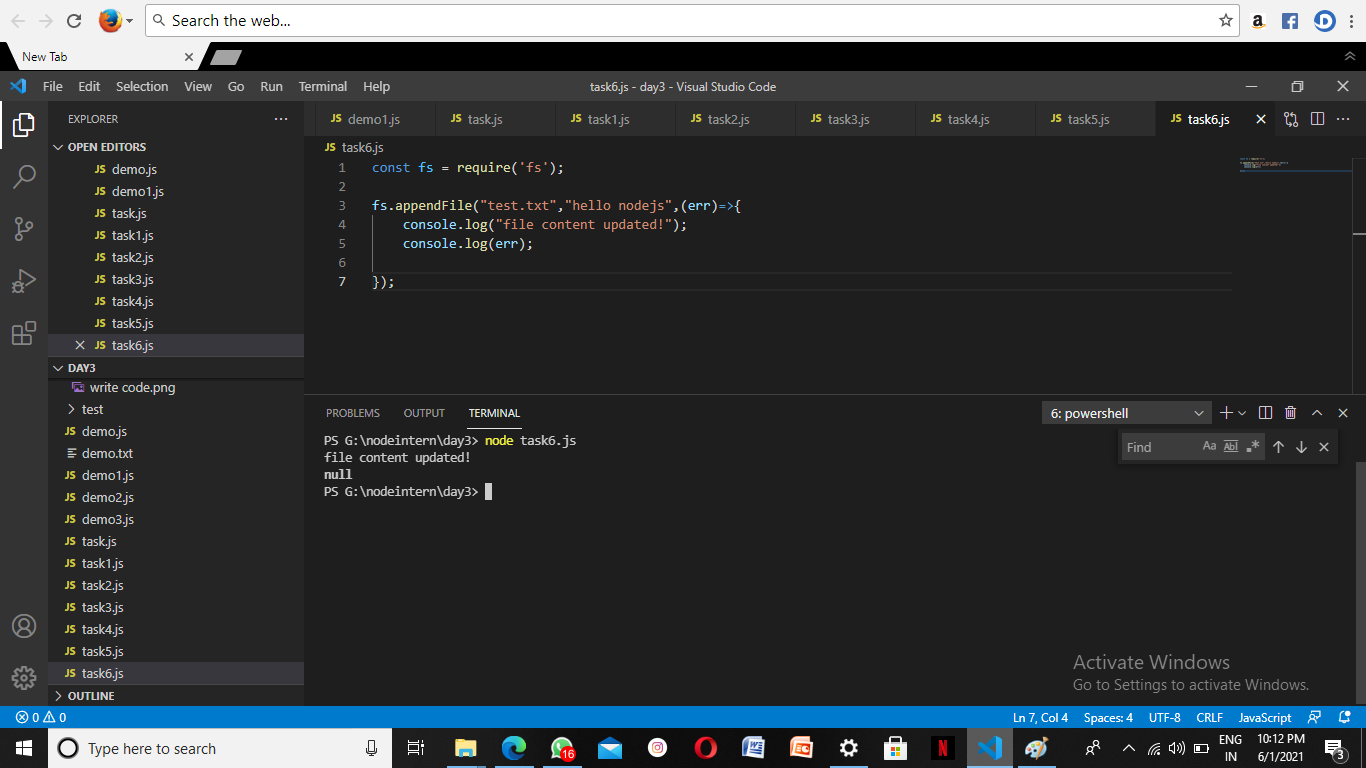 Search the web...
New Tab
File Edit Selection View Go Run Terminal Help
task6.js - day3 - Visual Studio Code
EXPLORER
OPEN EDITORS
JS demo.js
JS demo1.js
JS task.js
JS task1.js
JS task2.js
JS task3.js
JS task4.js
JS task5.js
JS task6.js
DAY3
write code.png
test
JS demo.js
demo.txt
JS demo1.js
JS demo2.js
JS demo3.js
JS task.js
JS task1.js
JS task2.js
JS task3.js
JS task4.js
JS task5.js
JS task6.js
OUTLINE
JS demo1.js JS task.js JS task1.js JS task2.js JS task3.js JS task4.js JS task5.js JS task6.js
JS task6.js
1 const fs = require('fs');
2
3 fs.appendFile("test.txt","hello nodejs",(err)=>{
4 console.log("file content updated!");
5 console.log(err);
6
7 });
PROBLEMS OUTPUT TERMINAL
6: powershell
Find Aa Abl
PS G:\nodeintern\day3> node task6.js
file content updated!
null
PS G:\nodeintern\day3>
Activate Windows
Go to Settings to activate Windows.
0 0
Ln 7, Col 4 Spaces: 4 UTF-8 CRLF JavaScript
Type here to search
16
ENG
IN
10:12 PM
6/1/2021
3